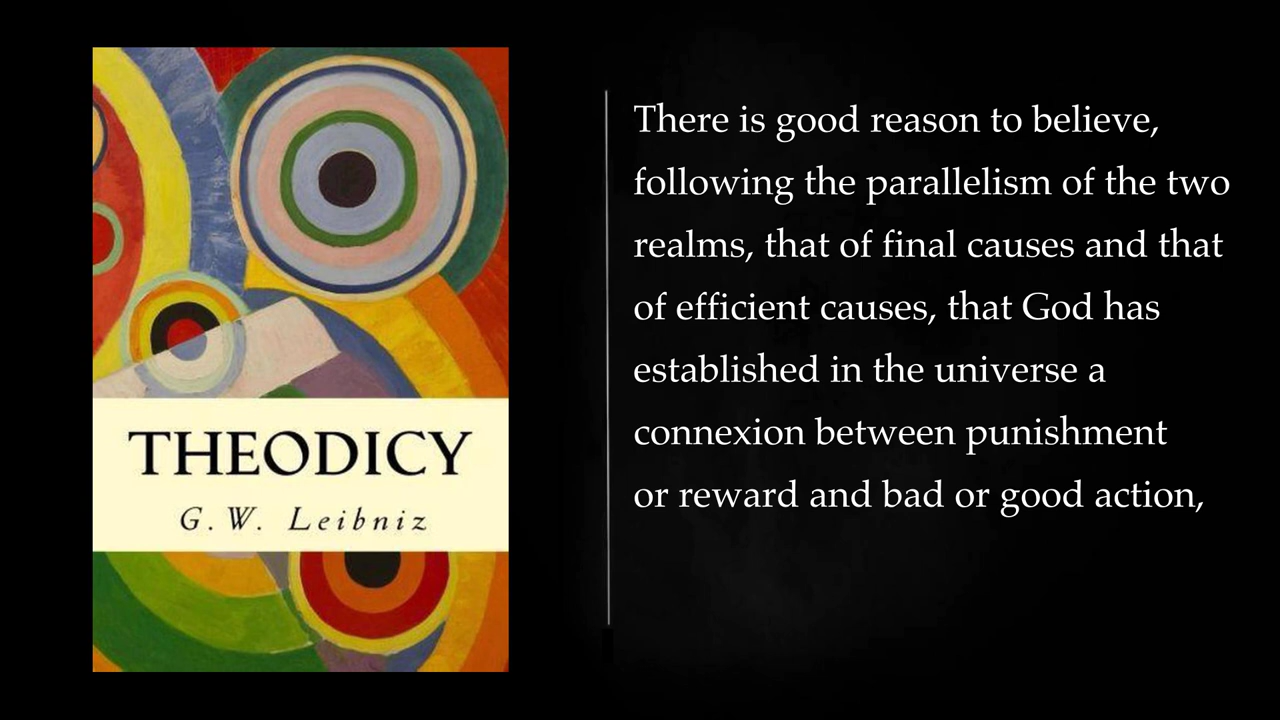 THEODICY
G. W. Leibniz
There is good reason to believe,
following the parallelism of the two
realms, that of final causes and that
of efficient causes, that God has
established in the universe a
connexion between punishment
or reward and bad or good action,